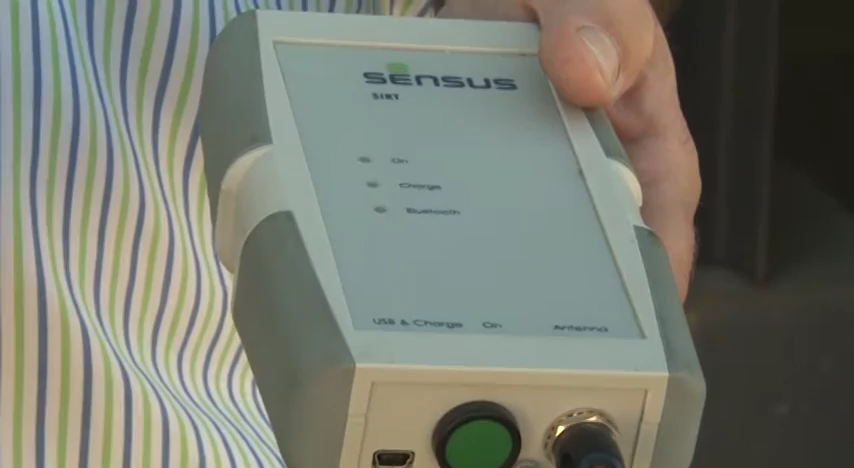 SENSUS
SIRT
On
Charge
Bluetooth
USB & Charge On Antenna